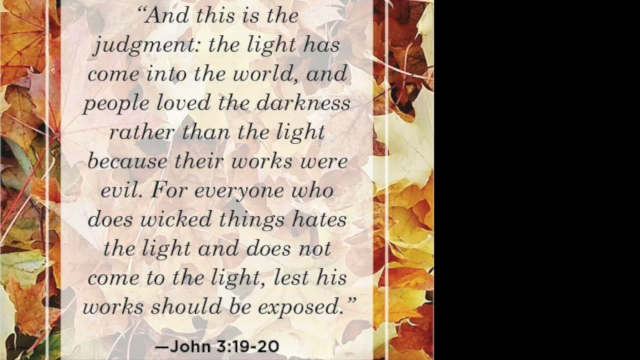 “And this is the
judgment: the light has
come into the world, and
people loved the darkness
rather than the light
because their works were
evil. For everyone who
does wicked things hates
the light and does not
come to the light, lest his
works should be exposed.”
—John 3:19-20